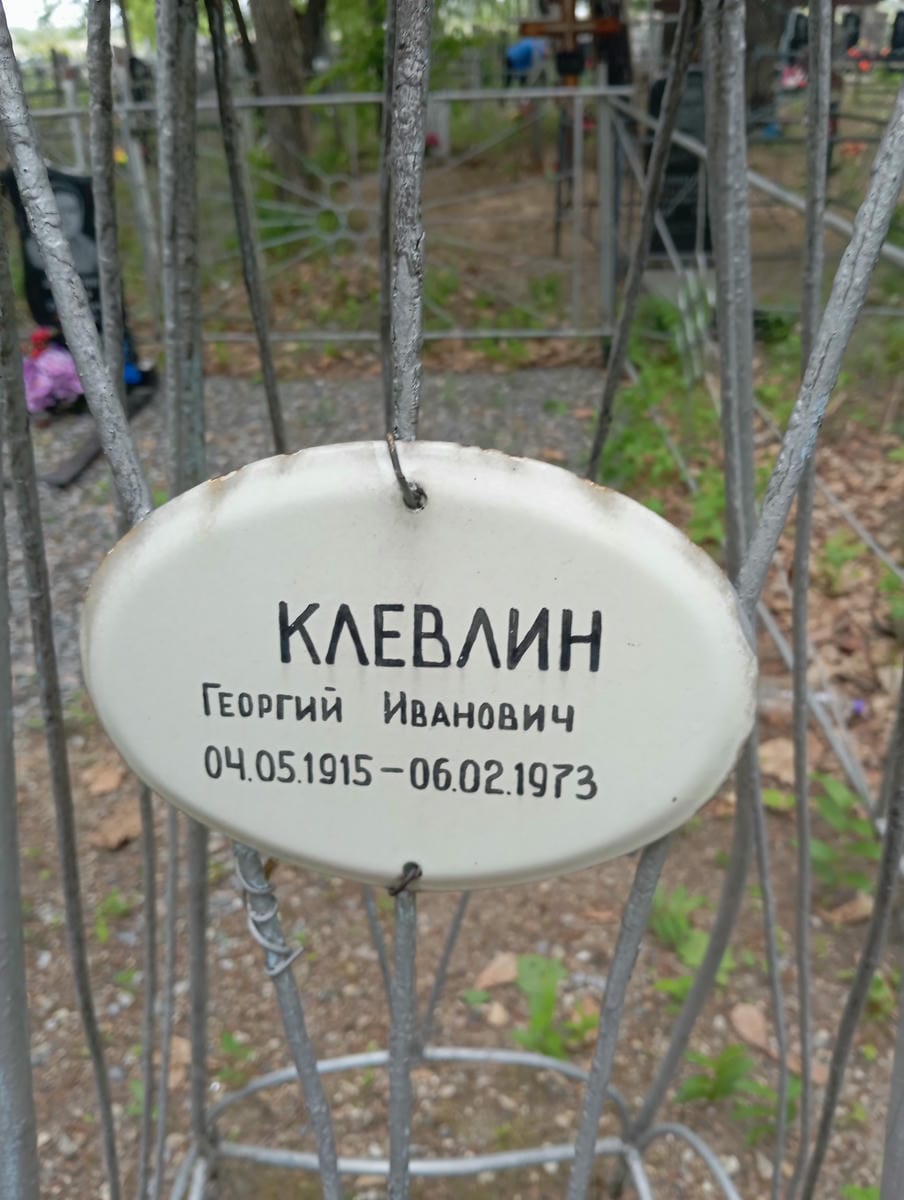 КЛЕВЛИН
Георгий Иванович
04.05.1915-06.02.1973